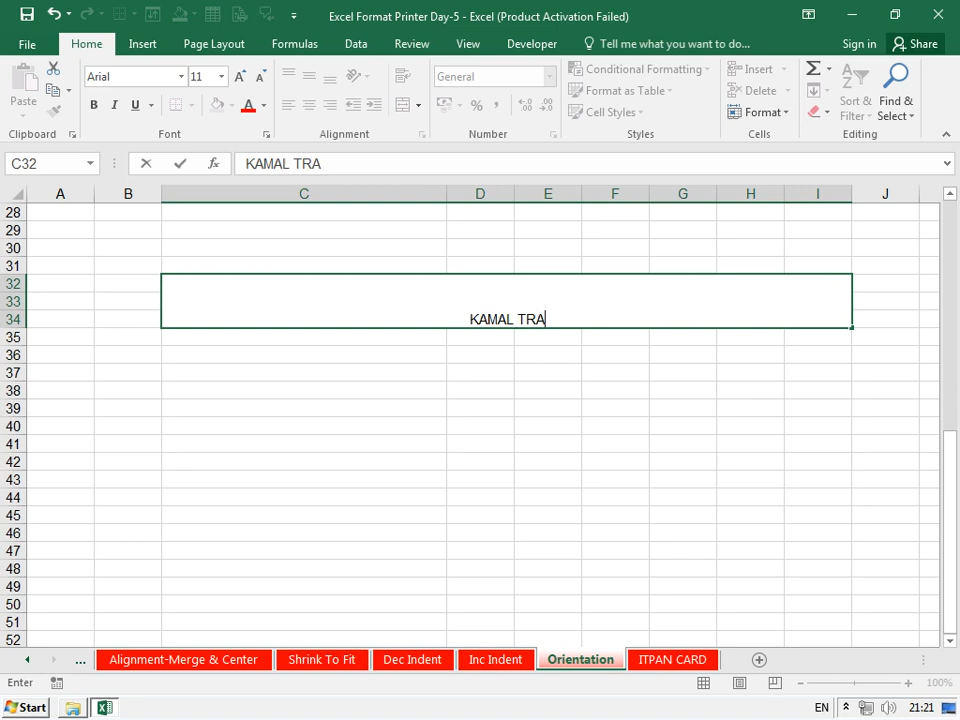 Excel Format Printer Day-5 - Excel (Product Activation Failed)
File Home Insert Page Layout Formulas Data Review View Developer Tell me what you want to do... Sign in Share
Arial 11 General
Conditional Formatting
Format as Table
Cell Styles
Insert
Delete
Format
Paste
Sort & Filter
Find & Select
Clipboard Font Alignment Number Styles Cells Editing
C32 fx KAMAL TRA
A B C D E F G H I J
28
29
30
31
32
33
34 KAMAL TRA
35
36
37
38
39
40
41
42
43
44
45
46
47
48
49
50
51
52
... Alignment-Merge & Center Shrink To Fit Dec Indent Inc Indent Orientation ITPAN CARD
Enter 100%
Start EN 21:21